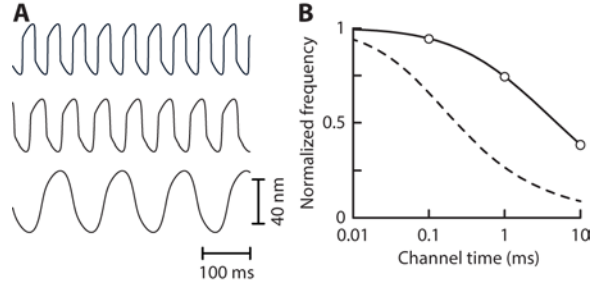 A
40 nm
100 ms
B
Normalized frequency
1
0.5
0
0.01 0.1 1 10
Channel time (ms)